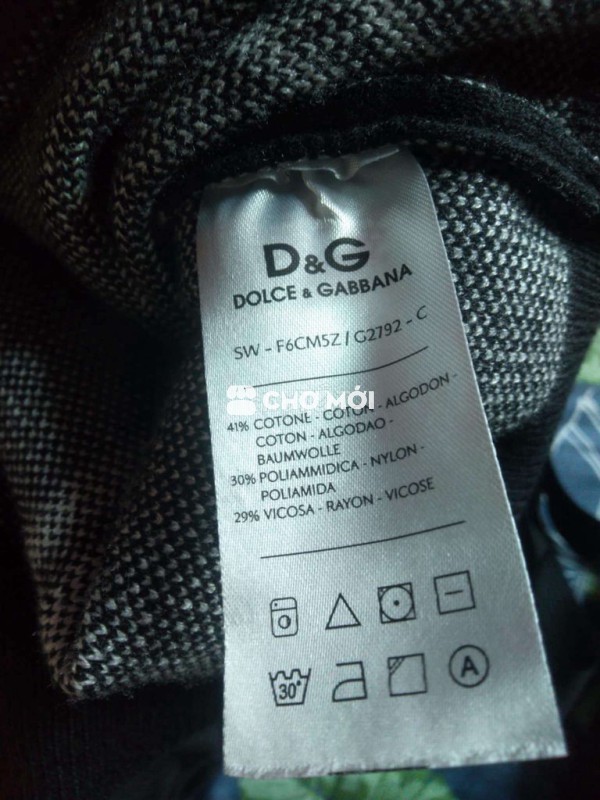 D&G
DOLCE & GABBANA
SW - F6CM5Z / G2792 - C
CHỢ MỚI
41% COTONE - COTON - ALGODON -
COTON - ALGODAO -
BAUMWOLLE
30% POLIAMMIDICA - NYLON -
POLIAMIDA
29% VICOSA - RAYON - VICOSE
30°
A